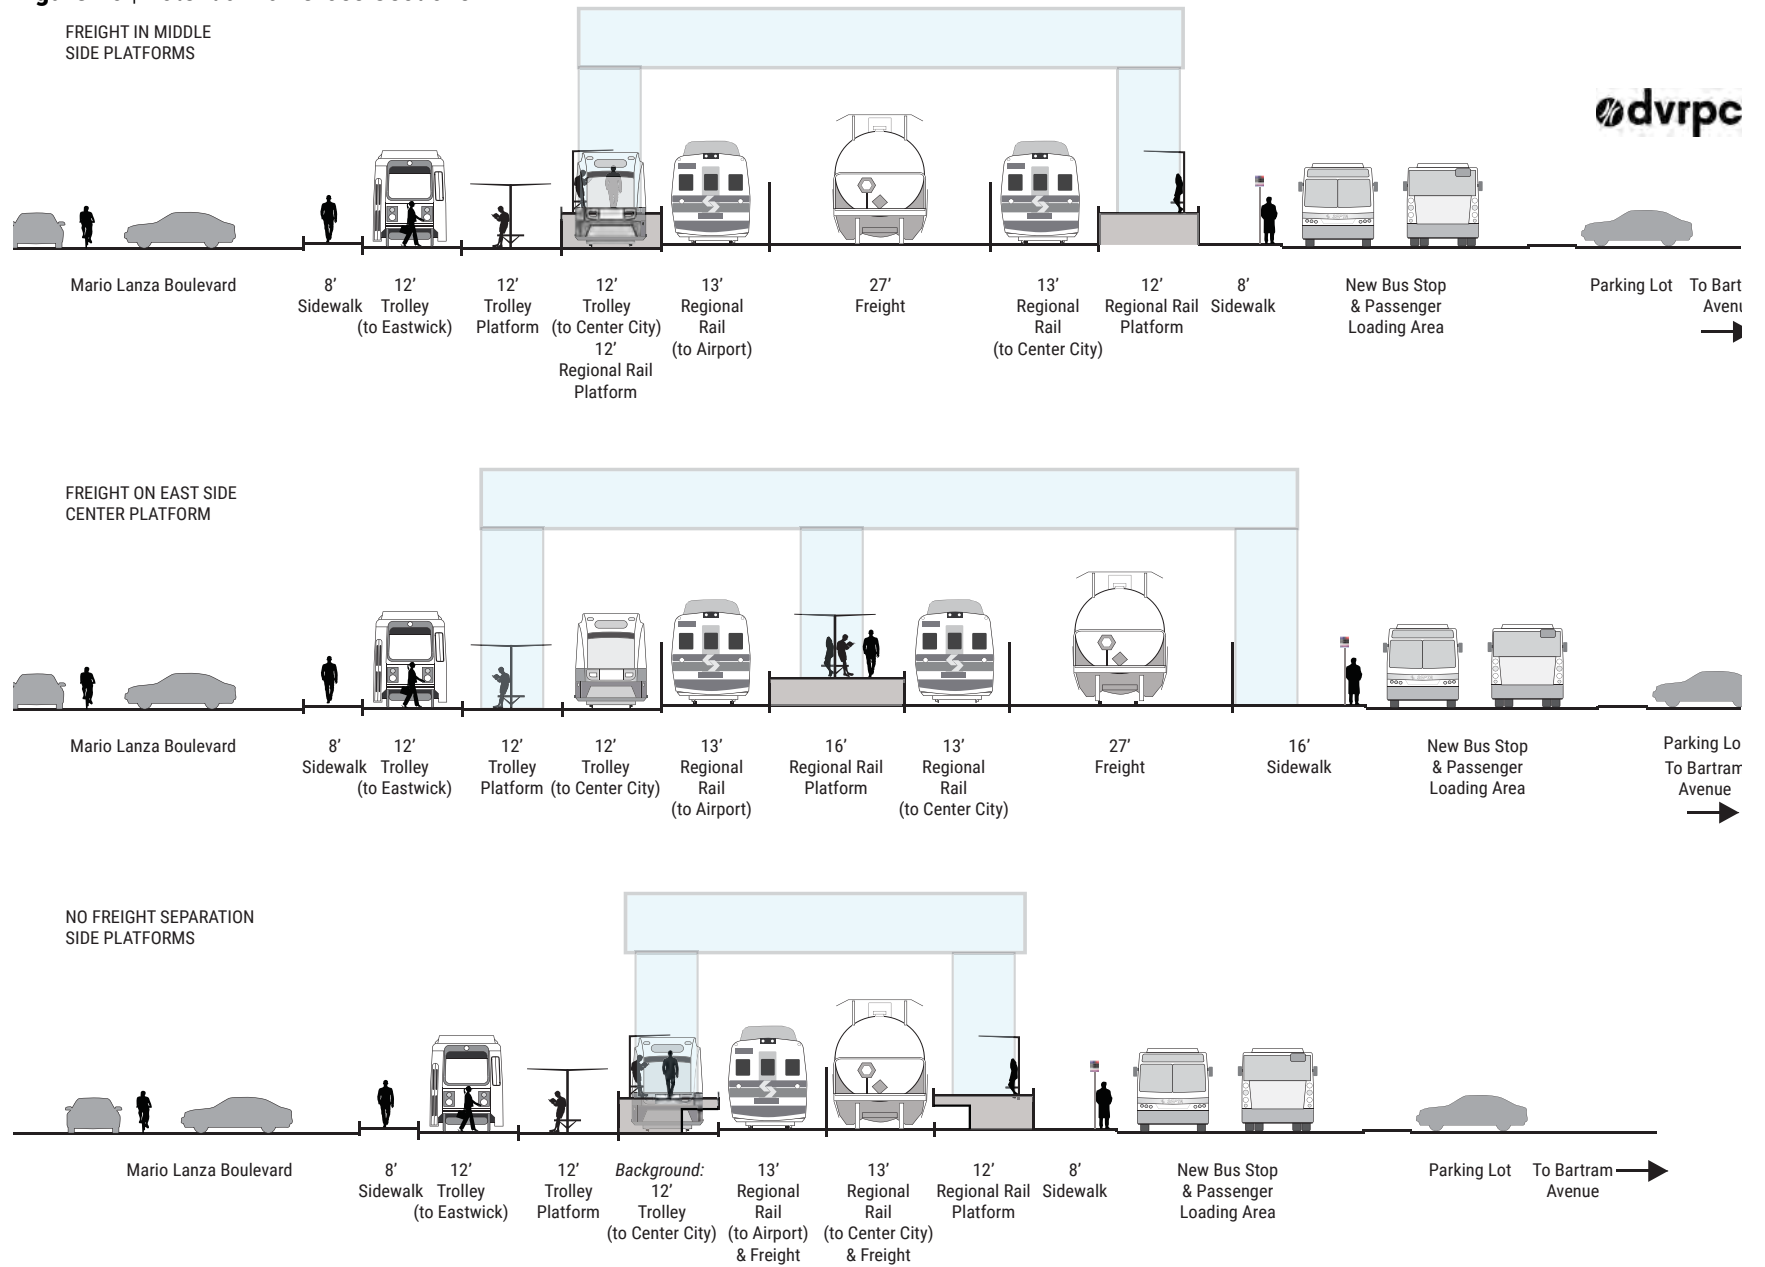 FREIGHT IN MIDDLE
SIDE PLATFORMS
dvrpc
Mario Lanza Boulevard
8’
Sidewalk
12’
Trolley
(to Eastwick)
12’
Trolley
Platform
12’
Trolley
(to Center City)
12’
Regional Rail
Platform
13’
Regional
Rail
(to Airport)
27’
Freight
13’
Regional
Rail
(to Center City)
12’
Regional Rail
Platform
8’
Sidewalk
New Bus Stop
& Passenger
Loading Area
Parking Lot
To Bart
Avenu
FREIGHT ON EAST SIDE
CENTER PLATFORM
Mario Lanza Boulevard
8’
Sidewalk
12’
Trolley
(to Eastwick)
12’
Trolley
Platform
12’
Trolley
(to Center City)
13’
Regional
Rail
(to Airport)
16’
Regional Rail
Platform
13’
Regional
Rail
(to Center City)
27’
Freight
16’
Sidewalk
New Bus Stop
& Passenger
Loading Area
Parking Lo
To Bartram
Avenue
NO FREIGHT SEPARATION
SIDE PLATFORMS
Mario Lanza Boulevard
8’
Sidewalk
12’
Trolley
(to Eastwick)
12’
Trolley
Platform
Background:
12’
Trolley
(to Center City)
13’
Regional
Rail
(to Airport)
& Freight
13’
Regional
Rail
(to Center City)
& Freight
12’
Regional Rail
Platform
8’
Sidewalk
New Bus Stop
& Passenger
Loading Area
Parking Lot
To Bartram
Avenue